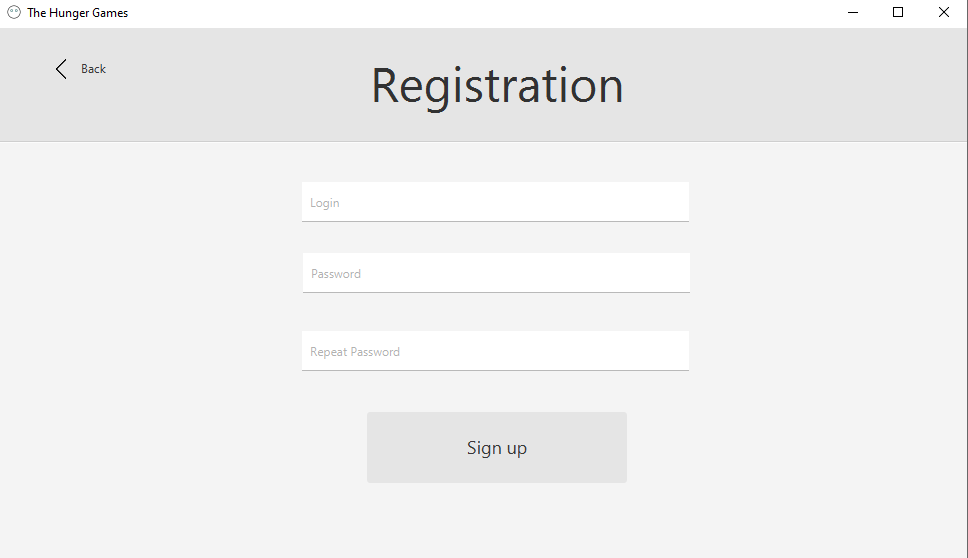 The Hunger Games
Back
Registration
Login
Password
Repeat Password
Sign up